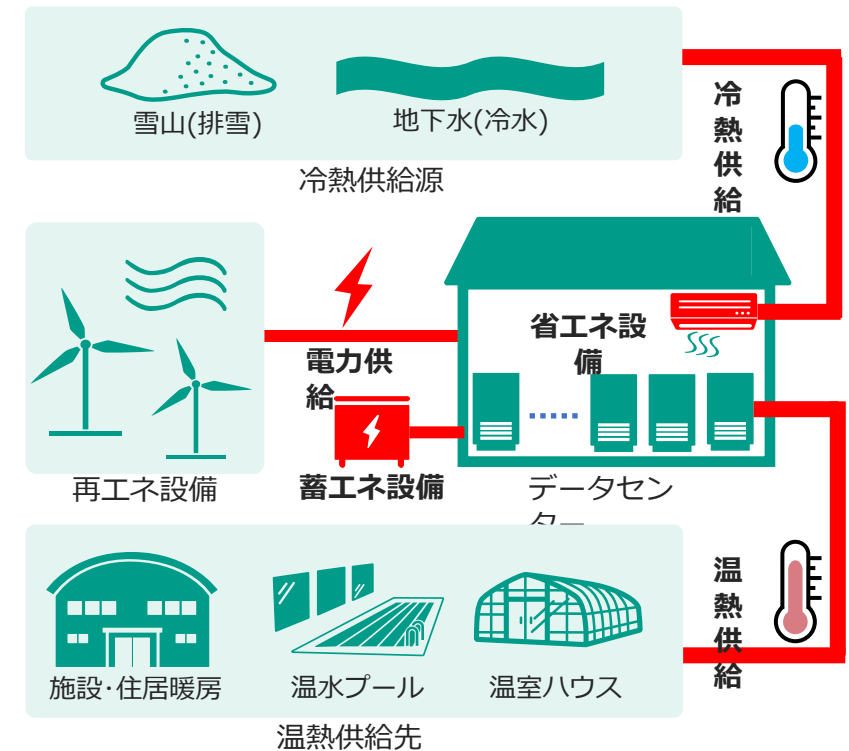 雪山(排雪)
地下水(冷水)
冷熱供給源
冷
熱
供
給
電力供
給
省エネ設
備
再エネ設備
蓄エネ設備
データセン
ター
施設･住居暖房
温水プール
温室ハウス
温熱供給先
温
熱
供
給